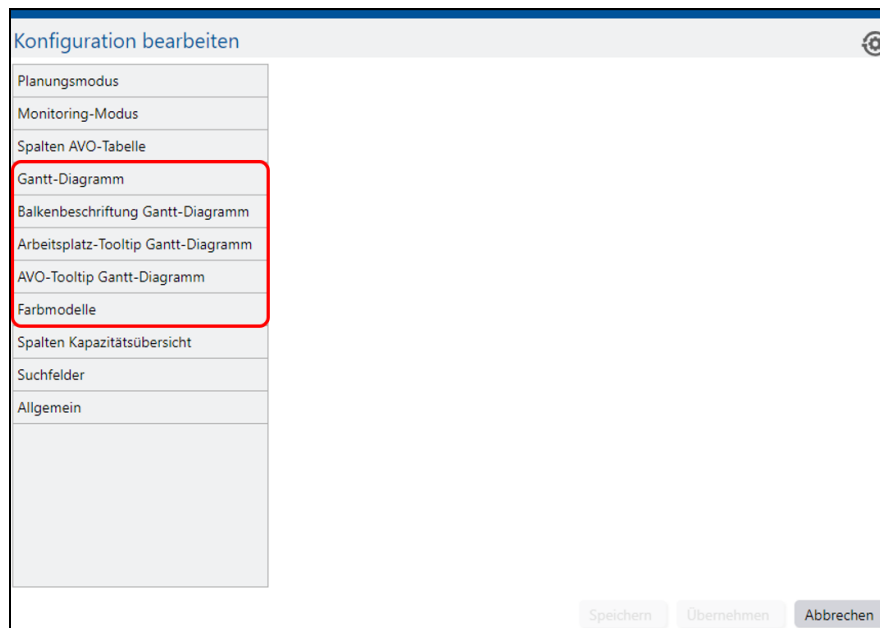 Konfiguration bearbeiten
Planungsmodus
Monitoring-Modus
Spalten AVO-Tabelle
Gantt-Diagramm
Balkenbeschriftung Gantt-Diagramm
Arbeitsplatz-Tooltip Gantt-Diagramm
AVO-Tooltip Gantt-Diagramm
Farbmodelle
Spalten Kapazitätsübersicht
Suchfelder
Allgemein
Speichern Übernehmen Abbrechen